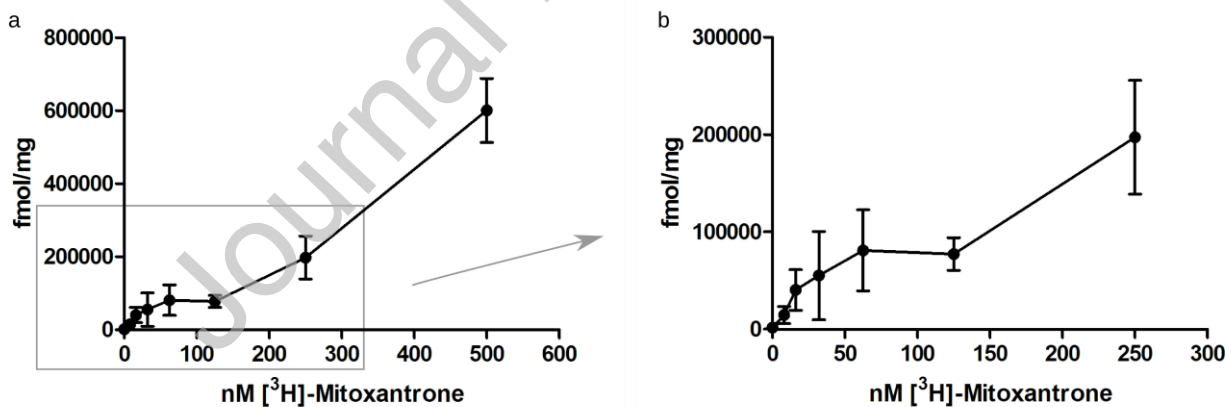 a
800000
600000
400000
200000
0
fmol/mg
0 100 200 300 400 500 600
nM [³H]-Mitoxantrone
Journal
b
300000
200000
100000
0
fmol/mg
0 50 100 150 200 250 300
nM [³H]-Mitoxantrone